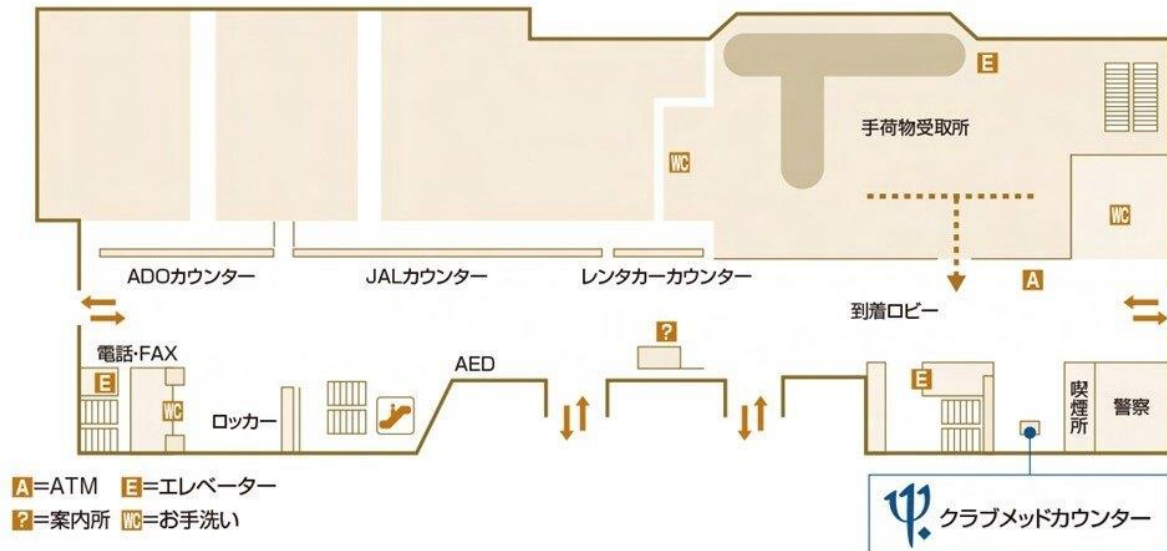 E
手荷物受取所
WC
WC
ADOカウンター
JALカウンター
レンタカーカウンター
A
到着ロビー
?
電話・FAX
AED
E
WC
ロッカー
E
喫煙所
警察
A=ATM E=エレベーター
?=案内所 WC=お手洗い
クラブメッドカウンター